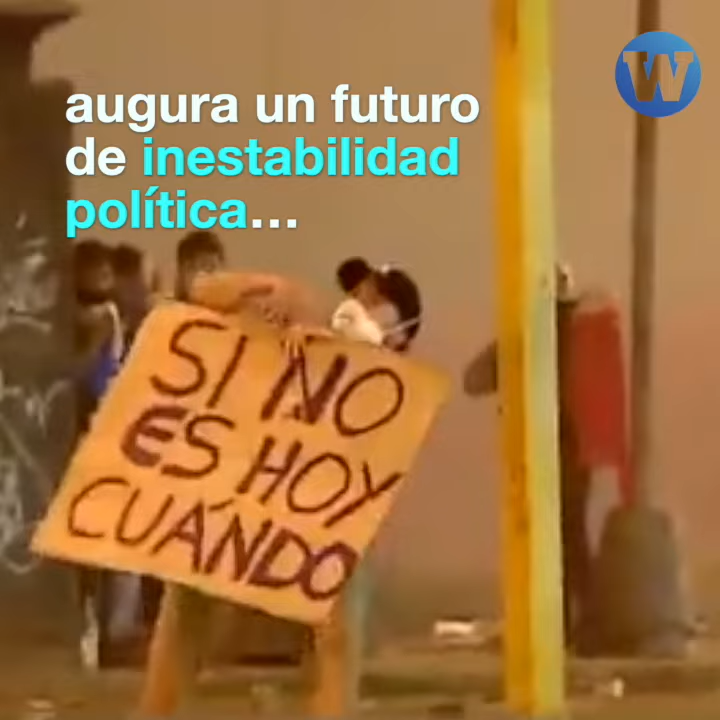 W
augura un futuro
de inestabilidad
política...
SI NO
ES HOY
CUÁNDO